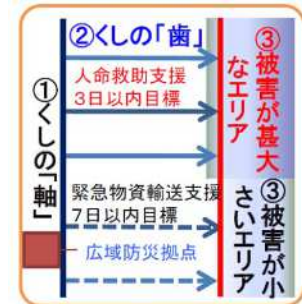 ②くしの「歯」
人命救助支援
3日以内目標
①くしの「軸」
緊急物資輸送支援
7日以内目標
広域防災拠点
③被害が甚大
なエリア
③被害が小
さいエリア